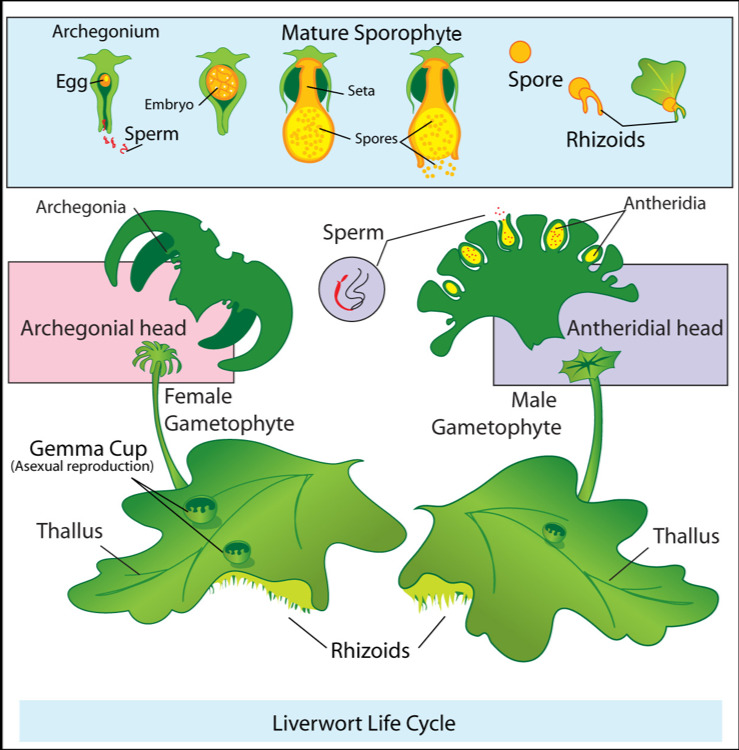 Archegonium
Mature Sporophyte
Egg
Embryo
Sperm
Seta
Spores
Spore
Rhizoids
Archegonia
Sperm
Antheridia
Archegonial head
Antheridial head
Female
Gametophyte
Male
Gametophyte
Gemma Cup
(Asexual reproduction)
Thallus
Thallus
Rhizoids
Liverwort Life Cycle